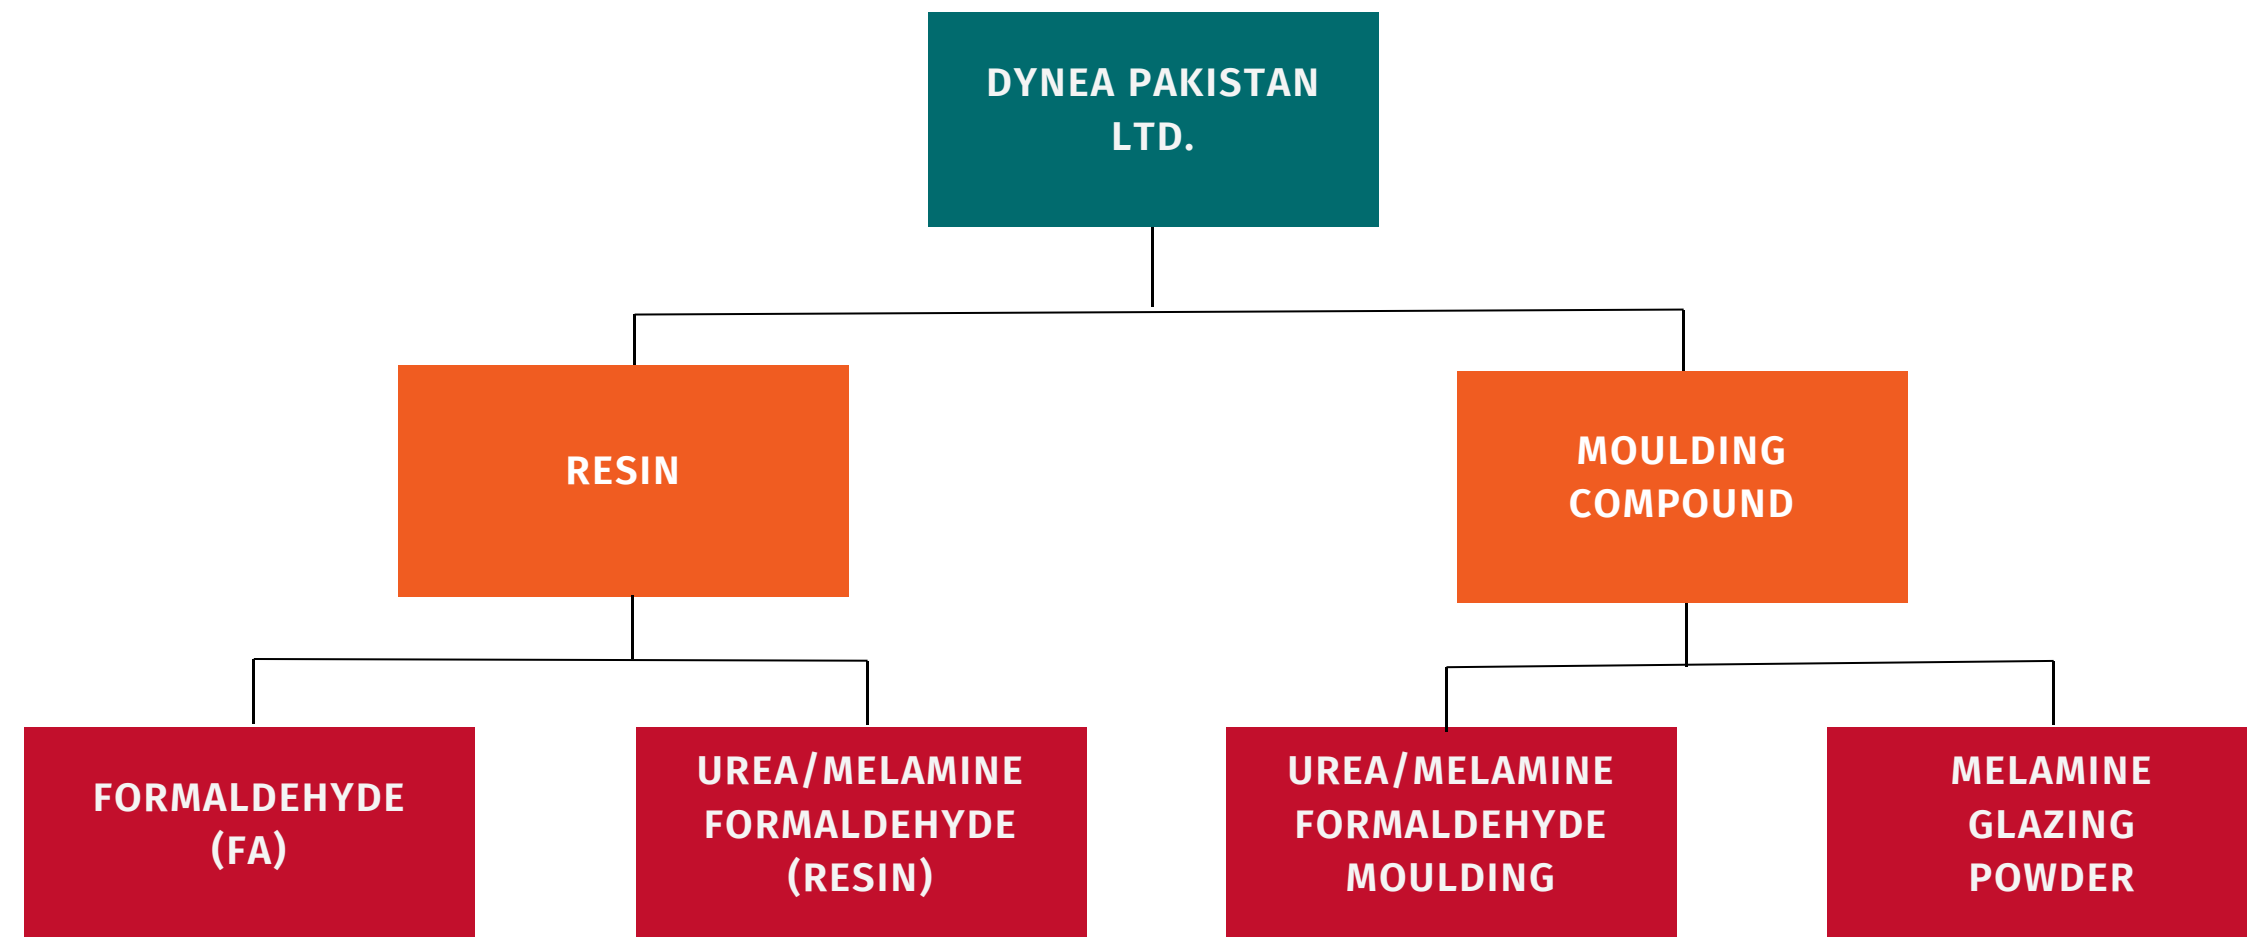 DYNEA PAKISTAN
LTD.
RESIN
MOULDING
COMPOUND
FORMALDEHYDE
(FA)
UREA/MELAMINE
FORMALDEHYDE
(RESIN)
UREA/MELAMINE
FORMALDEHYDE
MOULDING
MELAMINE
GLAZING
POWDER